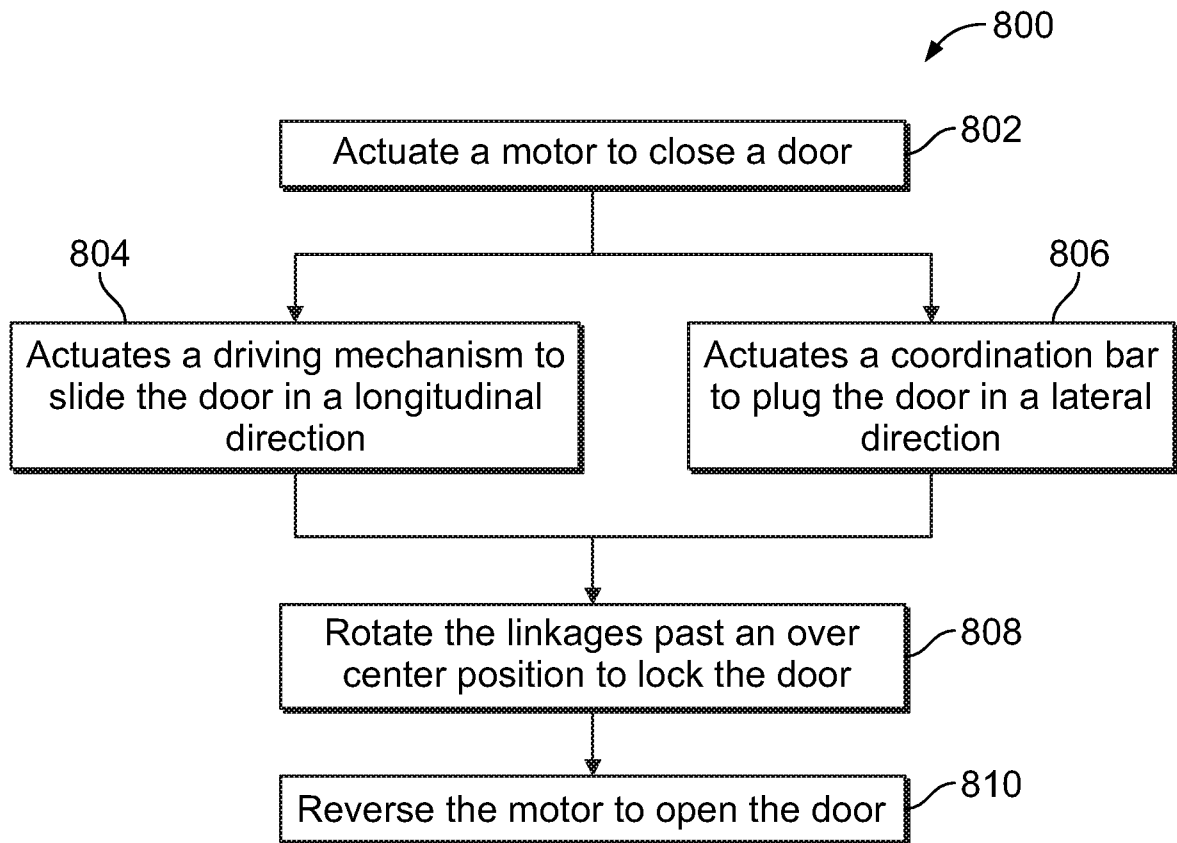 800
Actuate a motor to close a door
802
804
Actuates a driving mechanism to
slide the door in a longitudinal
direction
806
Actuates a coordination bar
to plug the door in a lateral
direction
Rotate the linkages past an over
center position to lock the door
808
Reverse the motor to open the door
810